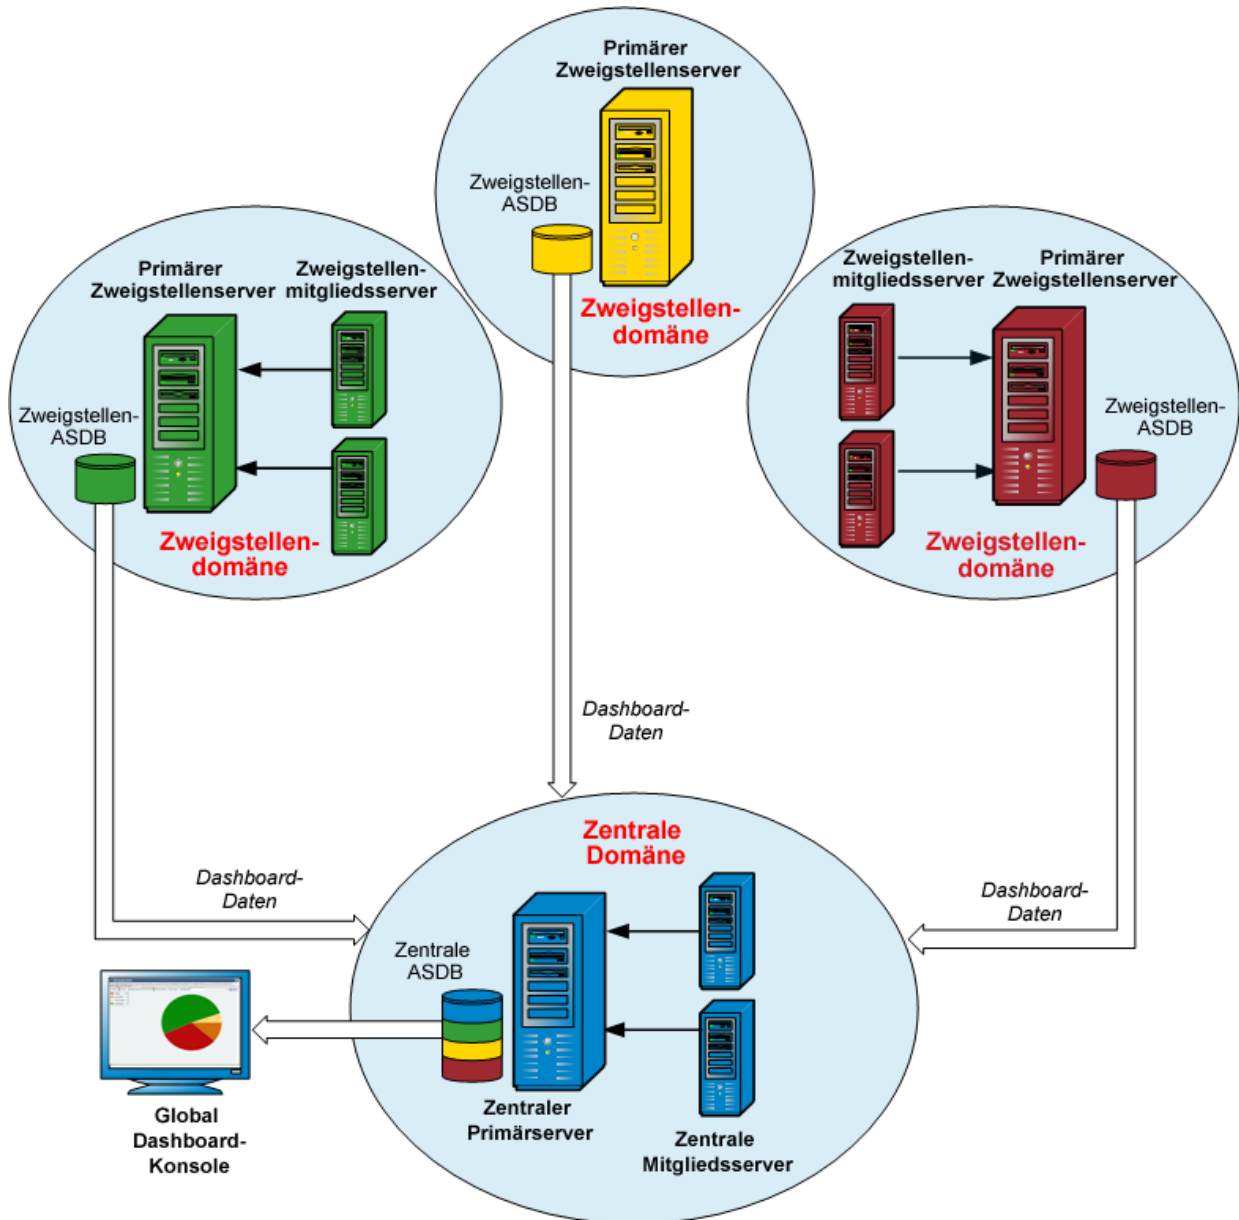 Primärer
Zweigstellenserver
Zweigstellen-
ASDB
Zweigstellen-
domäne
Primärer
Zweigstellenserver
Zweigstellen-
mitgliedsserver
Zweigstellen-
ASDB
Zweigstellen-
domäne
Zweigstellen-
mitgliedsserver
Primärer
Zweigstellenserver
Zweigstellen-
ASDB
Zweigstellen-
domäne
Dashboard-
Daten
Dashboard-
Daten
Dashboard-
Daten
Zentrale
Domäne
Zentrale
ASDB
Zentraler
Primärserver
Zentrale
Mitgliedsserver
Global
Dashboard-
Konsole